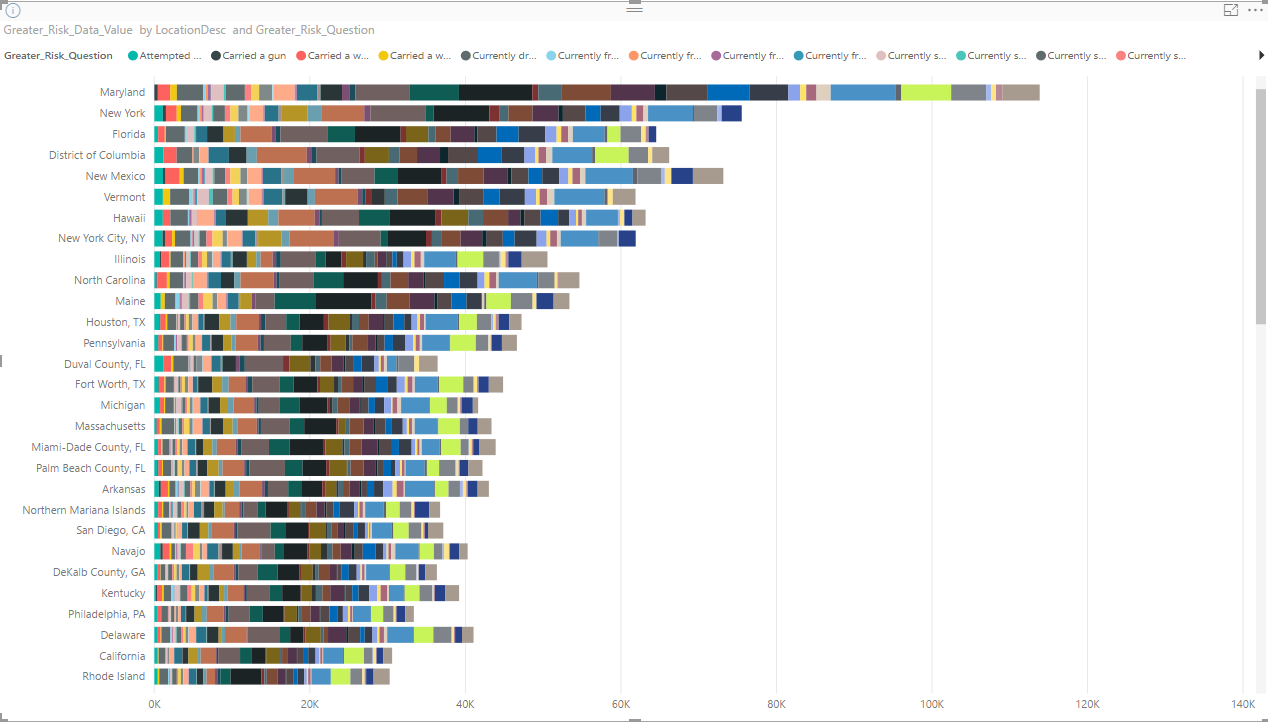 Greater_Risk_Data_Value by LocationDesc and Greater_Risk_Question
Greater_Risk_Question Attempted ... Carried a gun Carried a w... Carried a w... Currently dr... Currently fr... Currently fr... Currently fr... Currently fr... Currently s... Currently s... Currently s... Currently s...
Maryland
New York
Florida
District of Columbia
New Mexico
Vermont
Hawaii
New York City, NY
Illinois
North Carolina
Maine
Houston, TX
Pennsylvania
Duval County, FL
Fort Worth, TX
Michigan
Massachusetts
Miami-Dade County, FL
Palm Beach County, FL
Arkansas
Northern Mariana Islands
San Diego, CA
Navajo
DeKalb County, GA
Kentucky
Philadelphia, PA
Delaware
California
Rhode Island
0K 20K 40K 60K 80K 100K 120K 140K